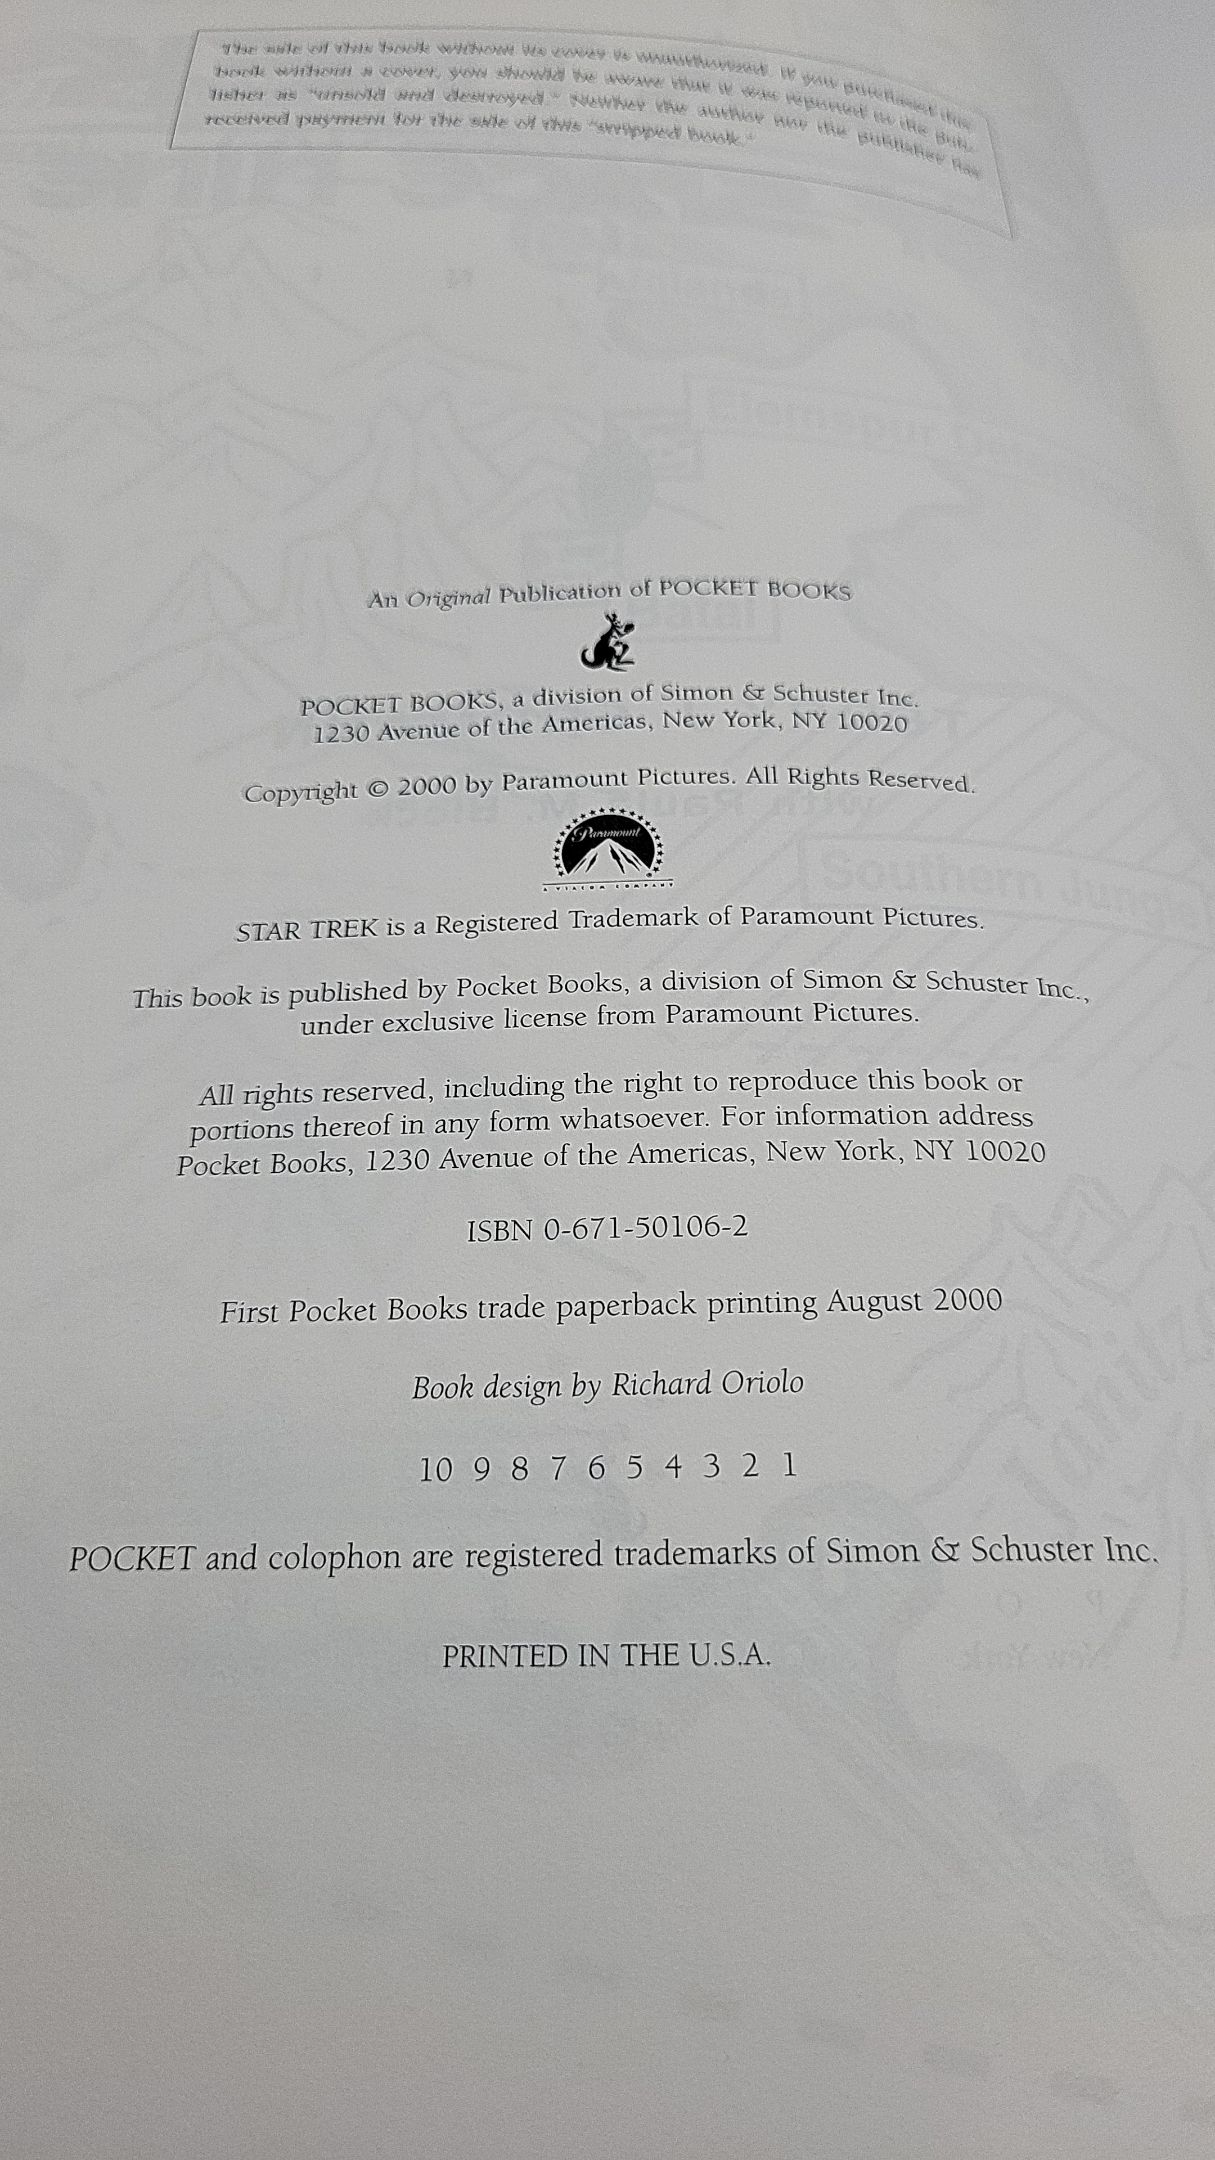 The sale of this book without its cover is unauthorized. If you purchased this
book without a cover, you should be aware that it was reported to the pub-
lisher as "unsold and destroyed." Neither the author nor the publisher has
received payment for the sale of this "stripped book."
An Original Publication of POCKET BOOKS
POCKET BOOKS, a division of Simon & Schuster Inc.
1230 Avenue of the Americas, New York, NY 10020
Copyright © 2000 by Paramount Pictures. All Rights Reserved.
Paramount
A VIACOM COMPANY
STAR TREK is a Registered Trademark of Paramount Pictures.
This book is published by Pocket Books, a division of Simon & Schuster Inc.,
under exclusive license from Paramount Pictures.
All rights reserved, including the right to reproduce this book or
portions thereof in any form whatsoever. For information address
Pocket Books, 1230 Avenue of the Americas, New York, NY 10020
ISBN 0-671-50106-2
First Pocket Books trade paperback printing August 2000
Book design by Richard Oriolo
10 9 8 7 6 5 4 3 2 1
POCKET and colophon are registered trademarks of Simon & Schuster Inc.
PRINTED IN THE U.S.A.